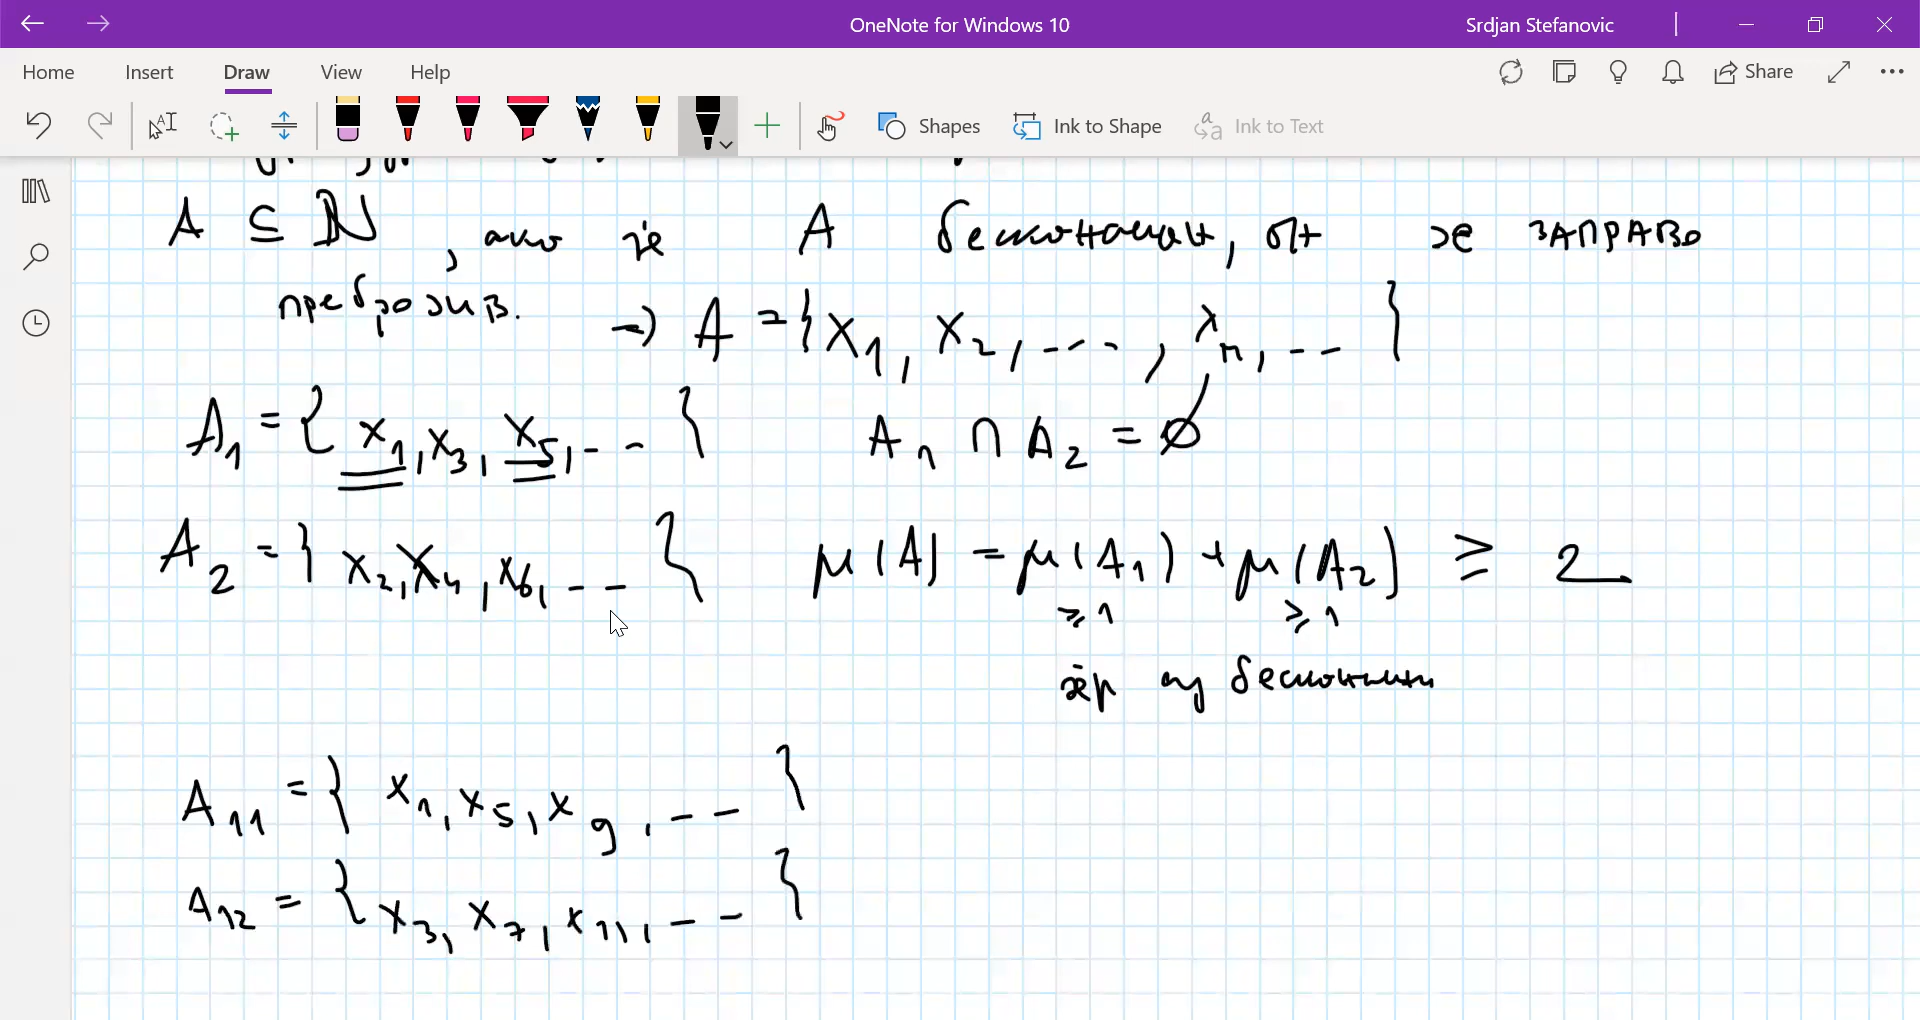 OneNote for Windows 10
Srdjan Stefanovic
Home Insert Draw View Help
Share
Shapes Ink to Shape Ink to Text
A ⊆ ℕ, ако је A бесконачан, он је ЗАПРАВО
преброзив. → A = {x₁, x₂, ..., xₙ, ...}
A₁ = {x₁, x₃, x₅, ...} A₁ ∩ A₂ = ∅
A₂ = {x₂, x₄, x₆, ...} μ(A) = μ(A₁) + μ(A₂) ≥ 2
≥1 ≥1
јер су бесконачни
A₁₁ = {x₁, x₅, x₉, ...}
A₁₂ = {x₃, x₇, x₁₁, ...}